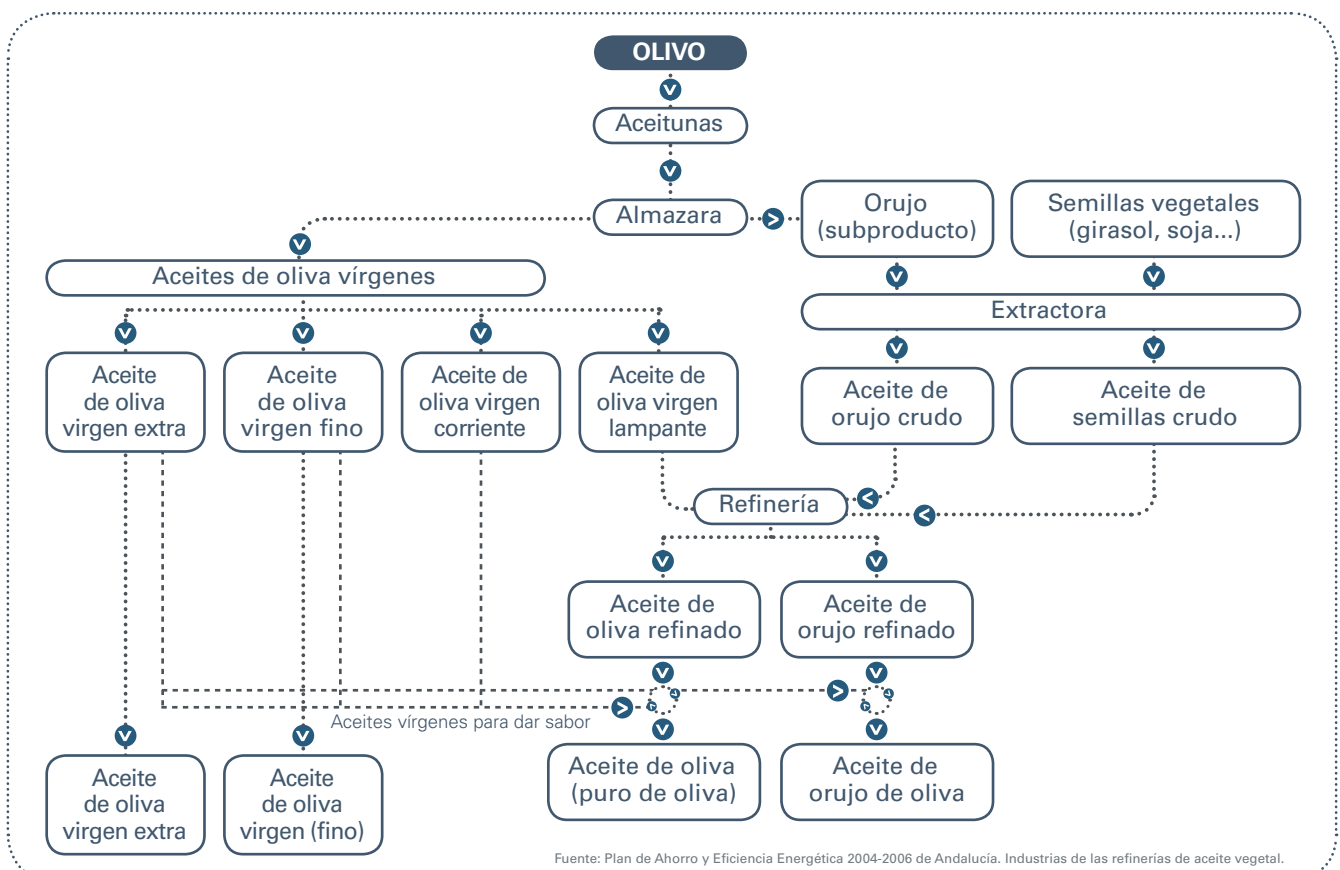 OLIVO
Aceitunas
Almazara
Orujo
(subproducto)
Semillas vegetales
(girasol, soja...)
Aceites de oliva vírgenes
Extractora
Aceite
de oliva
virgen extra
Aceite
de oliva
virgen fino
Aceite de
oliva virgen
corriente
Aceite de
oliva virgen
lampante
Aceite de
orujo crudo
Aceite de
semillas crudo
Refinería
Aceite de
oliva refinado
Aceite de
orujo refinado
Aceites vírgenes para dar sabor
Aceite
de oliva
virgen extra
Aceite
de oliva
virgen (fino)
Aceite de oliva
(puro de oliva)
Aceite de
orujo de oliva
Fuente: Plan de Ahorro y Eficiencia Energética 2004-2006 de Andalucía. Industrias de las refinerías de aceite vegetal.